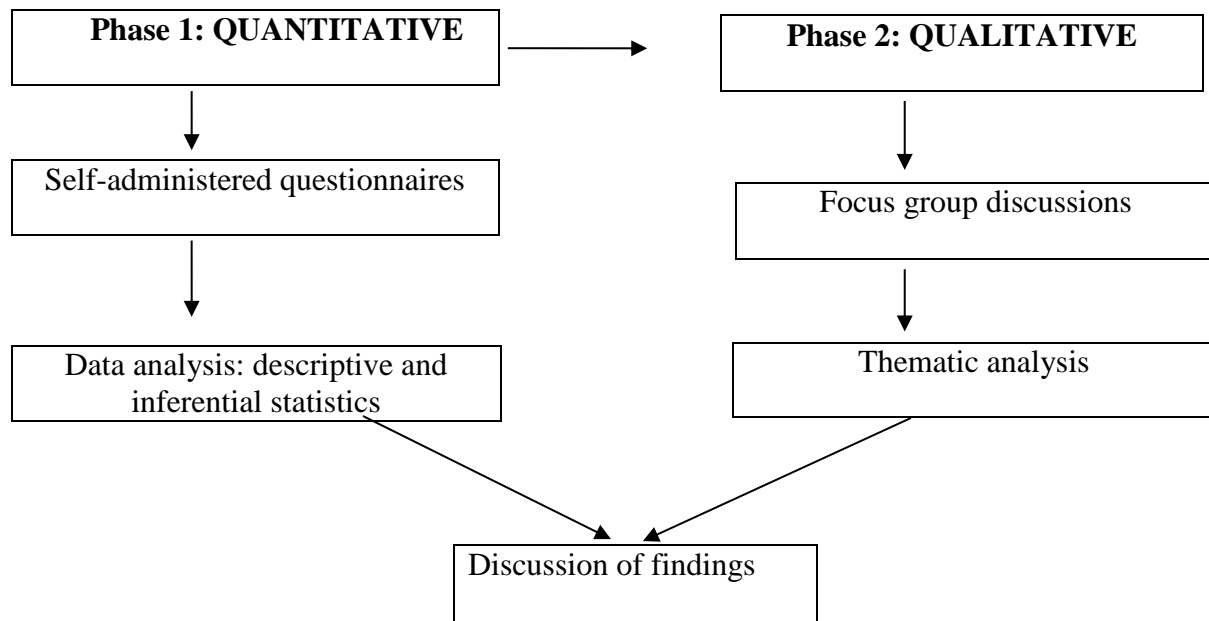 Phase 1: QUANTITATIVE
Phase 2: QUALITATIVE
Self-administered questionnaires
Focus group discussions
Data analysis: descriptive and
inferential statistics
Thematic analysis
Discussion of findings